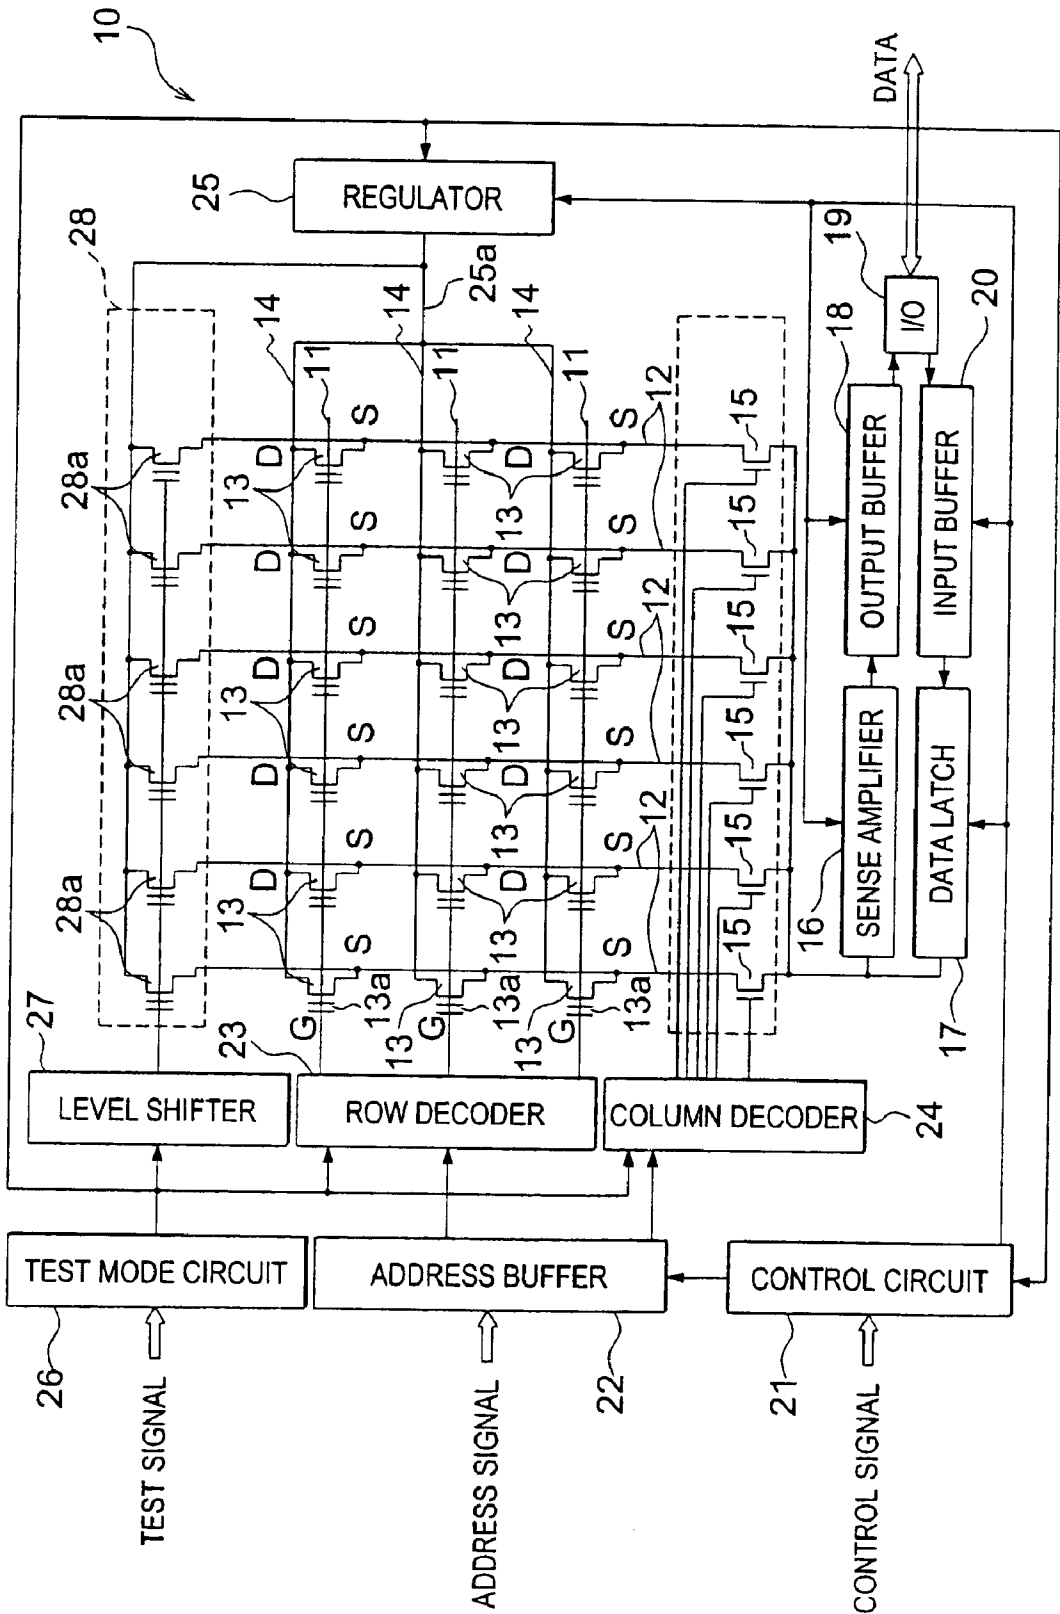 10
28
25
REGULATOR
25a
28a
28a
28a
14
14
14
11
11
11
D
D
D
D
D
13
13
13
S
S
S
S
S
S
D
D
D
D
D
13
13
13
13
13
S
S
S
S
S
S
12
12
12
12
G
G
G
13a
13a
13a
13
13
15
15
15
15
15
15
27
LEVEL SHIFTER
23
ROW DECODER
COLUMN DECODER
24
TEST MODE CIRCUIT
26
ADDRESS BUFFER
22
CONTROL CIRCUIT
21
TEST SIGNAL
ADDRESS SIGNAL
CONTROL SIGNAL
16
SENSE AMPLIFIER
18
OUTPUT BUFFER
19
I/O
DATA
17
DATA LATCH
INPUT BUFFER
20